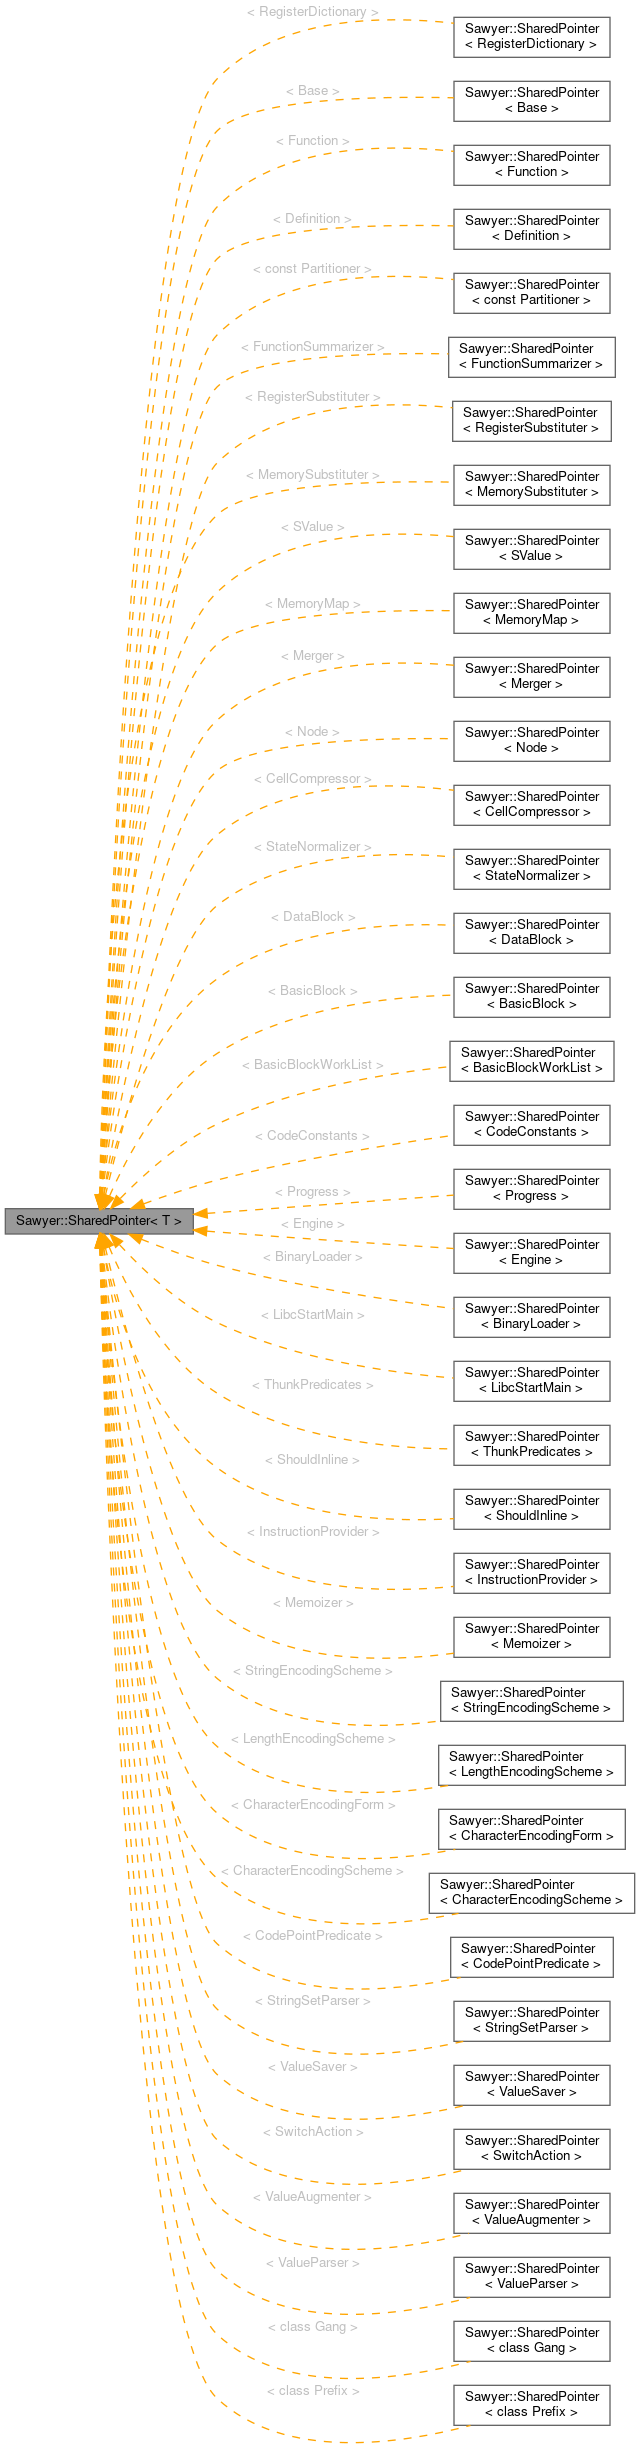 < RegisterDictionary >
Sawyer::SharedPointer
< RegisterDictionary >
< Base >
Sawyer::SharedPointer
< Base >
< Function >
Sawyer::SharedPointer
< Function >
< Definition >
Sawyer::SharedPointer
< Definition >
< const Partitioner >
Sawyer::SharedPointer
< const Partitioner >
< FunctionSummarizer >
Sawyer::SharedPointer
< FunctionSummarizer >
< RegisterSubstituter >
Sawyer::SharedPointer
< RegisterSubstituter >
< MemorySubstituter >
Sawyer::SharedPointer
< MemorySubstituter >
< SValue >
Sawyer::SharedPointer
< SValue >
< MemoryMap >
Sawyer::SharedPointer
< MemoryMap >
< Merger >
Sawyer::SharedPointer
< Merger >
< Node >
Sawyer::SharedPointer
< Node >
< CellCompressor >
Sawyer::SharedPointer
< CellCompressor >
< StateNormalizer >
Sawyer::SharedPointer
< StateNormalizer >
< DataBlock >
Sawyer::SharedPointer
< DataBlock >
< BasicBlock >
Sawyer::SharedPointer
< BasicBlock >
< BasicBlockWorkList >
Sawyer::SharedPointer
< BasicBlockWorkList >
< CodeConstants >
Sawyer::SharedPointer
< CodeConstants >
< Progress >
Sawyer::SharedPointer
< Progress >
Sawyer::SharedPointer< T >
< Engine >
Sawyer::SharedPointer
< Engine >
< BinaryLoader >
Sawyer::SharedPointer
< BinaryLoader >
< LibcStartMain >
Sawyer::SharedPointer
< LibcStartMain >
< ThunkPredicates >
Sawyer::SharedPointer
< ThunkPredicates >
< ShouldInline >
Sawyer::SharedPointer
< ShouldInline >
< InstructionProvider >
Sawyer::SharedPointer
< InstructionProvider >
< Memoizer >
Sawyer::SharedPointer
< Memoizer >
< StringEncodingScheme >
Sawyer::SharedPointer
< StringEncodingScheme >
< LengthEncodingScheme >
Sawyer::SharedPointer
< LengthEncodingScheme >
< CharacterEncodingForm >
Sawyer::SharedPointer
< CharacterEncodingForm >
< CharacterEncodingScheme >
Sawyer::SharedPointer
< CharacterEncodingScheme >
< CodePointPredicate >
Sawyer::SharedPointer
< CodePointPredicate >
< StringSetParser >
Sawyer::SharedPointer
< StringSetParser >
< ValueSaver >
Sawyer::SharedPointer
< ValueSaver >
< SwitchAction >
Sawyer::SharedPointer
< SwitchAction >
< ValueAugmenter >
Sawyer::SharedPointer
< ValueAugmenter >
< ValueParser >
Sawyer::SharedPointer
< ValueParser >
< class Gang >
Sawyer::SharedPointer
< class Gang >
< class Prefix >
Sawyer::SharedPointer
< class Prefix >